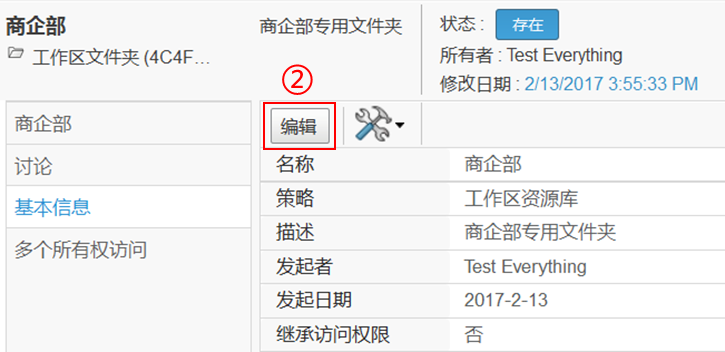 商企部
工作区文件夹 (4C4F...
商企部专用文件夹
状态 : 存在
所有者 : Test Everything
修改日期 : 2/13/2017 3:55:33 PM
商企部
讨论
基本信息
多个所有权访问
②
编辑
名称 商企部
策略 工作区资源库
描述 商企部专用文件夹
发起者 Test Everything
发起日期 2017-2-13
继承访问权限 否